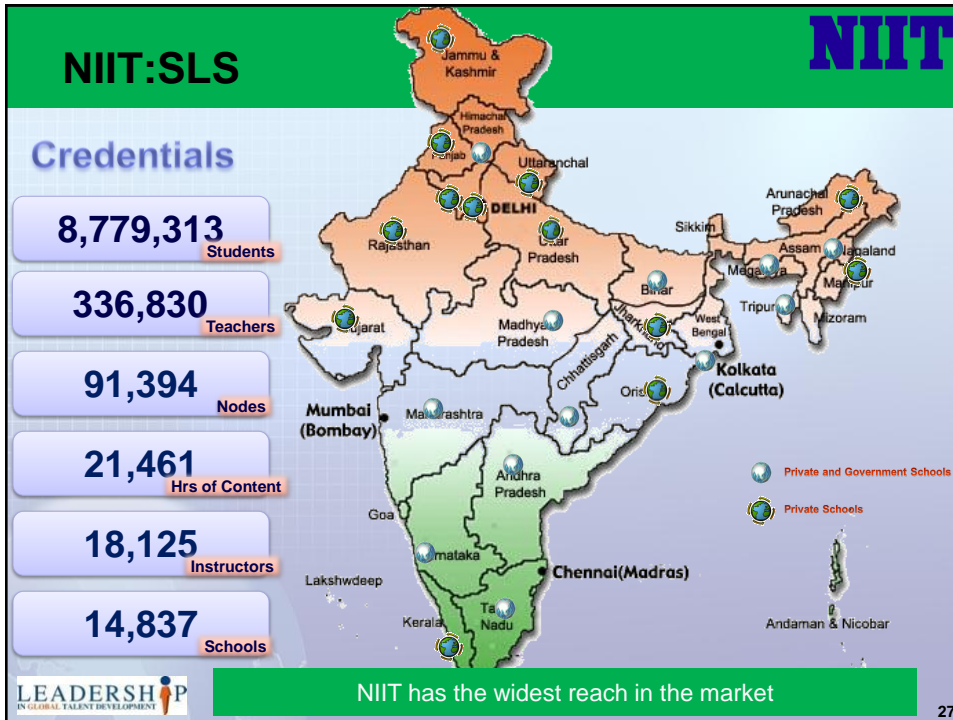 NIIT:SLS
NIIT
Credentials
8,779,313
Students
336,830
Teachers
91,394
Nodes
21,461
Hrs of Content
18,125
Instructors
14,837
Schools
Jammu &
Kashmir
Himachal
Pradesh
Uttaranchal
DELHI
Rajasthan
Pradesh
Sikkim
Arunachal
Pradesh
Assam
Nagaland
Tripura
Mizoram
Bihar
Madhya
Pradesh
West
Bengal
Chhattisgarh
Kolkata
(Calcutta)
Mumbai
(Bombay)
Andhra
Pradesh
Goa
Chennai(Madras)
Lakshwdeep
Kerala
Nadu
Andaman & Nicobar
Private and Government Schools
Private Schools
LEADERSHIP
IN GLOBAL TALENT DEVELOPMENT
NIIT has the widest reach in the market
27